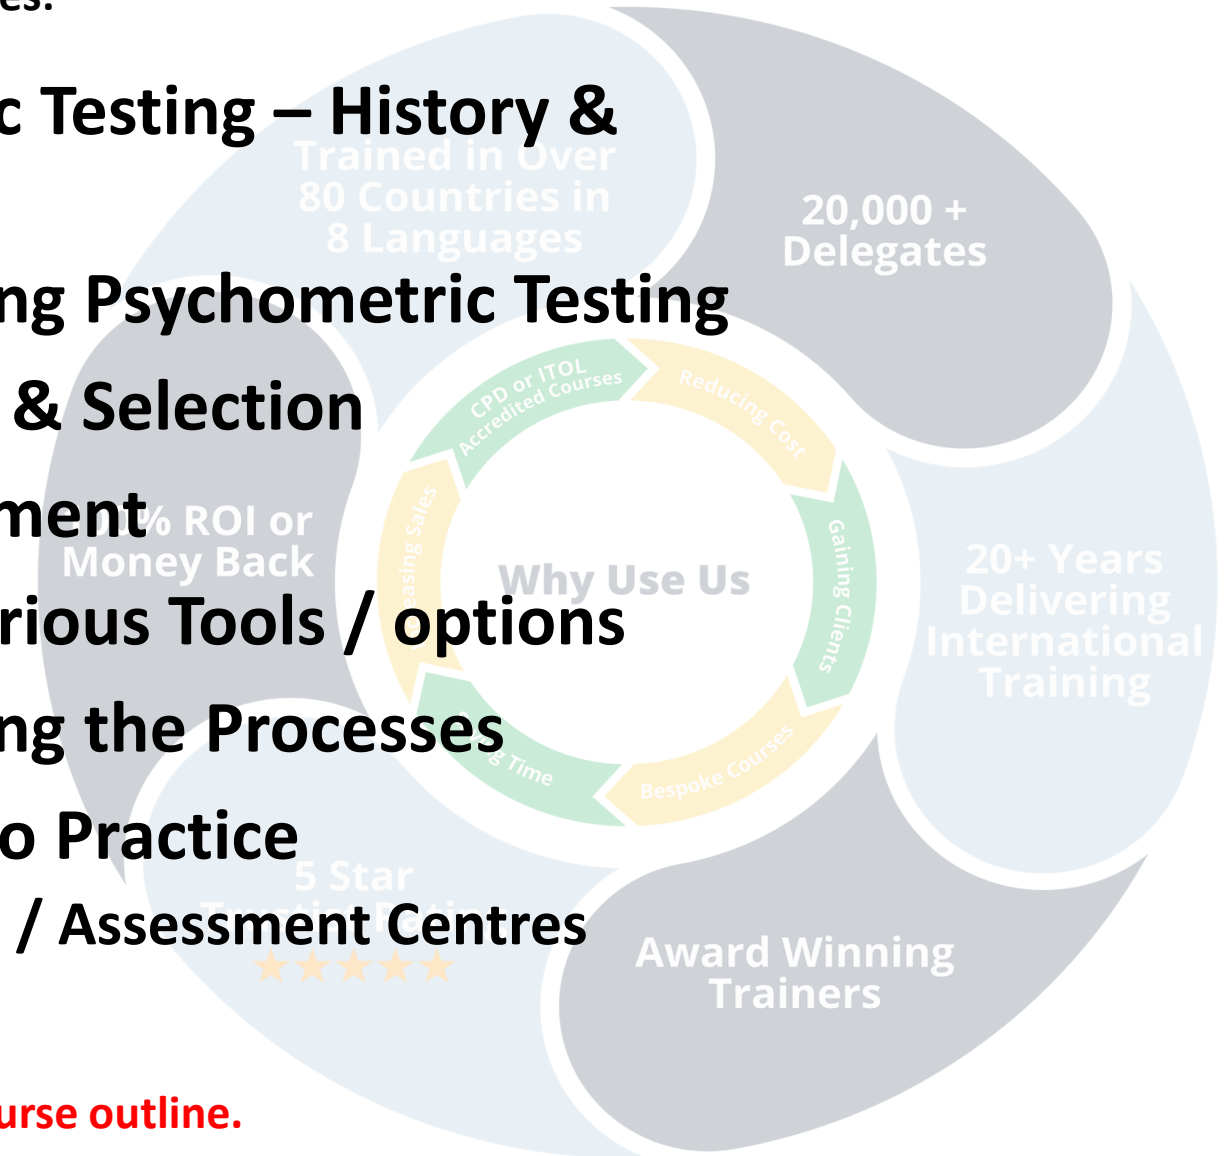 es:
c Testing – History &
ng Psychometric Testing
& Selection
ment
rious Tools / options
ng the Processes
o Practice
/ Assessment Centres
urse outline.
Trained in Over
80 Countries in
8 Languages
20,000 +
Delegates
20+ Years
Delivering
International
Training
Award Winning
Trainers
5 Star
% ROI or
Money Back
Why Use Us
CPD or ITOL
Accredited Courses
Reducing Cost
Gaining Clients
Bespoke Courses
g Time
easing Sales